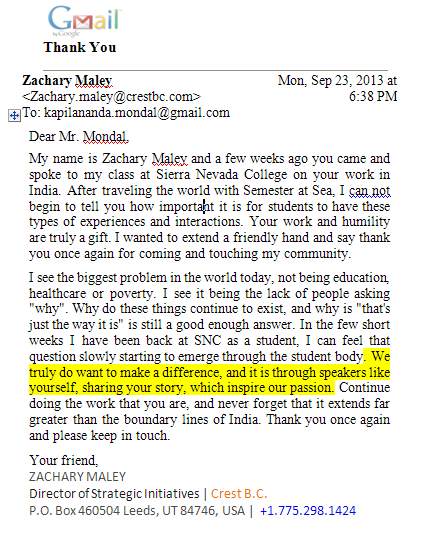 Gmail
by Google
Thank You
Zachary Maley Mon, Sep 23, 2013 at
<Zachary.maley@crestbc.com> 6:38 PM
To: kapilananda.mondal@gmail.com
Dear Mr. Mondal,
My name is Zachary Maley and a few weeks ago you came and
spoke to my class at Sierra Nevada College on your work in
India. After traveling the world with Semester at Sea, I can not
begin to tell you how important it is for students to have these
types of experiences and interactions. Your work and humility
are truly a gift. I wanted to extend a friendly hand and say thank
you once again for coming and touching my community.
I see the biggest problem in the world today, not being education,
healthcare or poverty. I see it being the lack of people asking
"why". Why do these things continue to exist, and why is "that's
just the way it is" is still a good enough answer. In the few short
weeks I have been back at SNC as a student, I can feel that
question slowly starting to emerge through the student body. We
truly do want to make a difference, and it is through speakers like
yourself, sharing your story, which inspire our passion. Continue
doing the work that you are, and never forget that it extends far
greater than the boundary lines of India. Thank you once again
and please keep in touch.
Your friend,
ZACHARY MALEY
Director of Strategic Initiatives | Crest B.C.
P.O. Box 460504 Leeds, UT 84746, USA | +1.775.298.1424